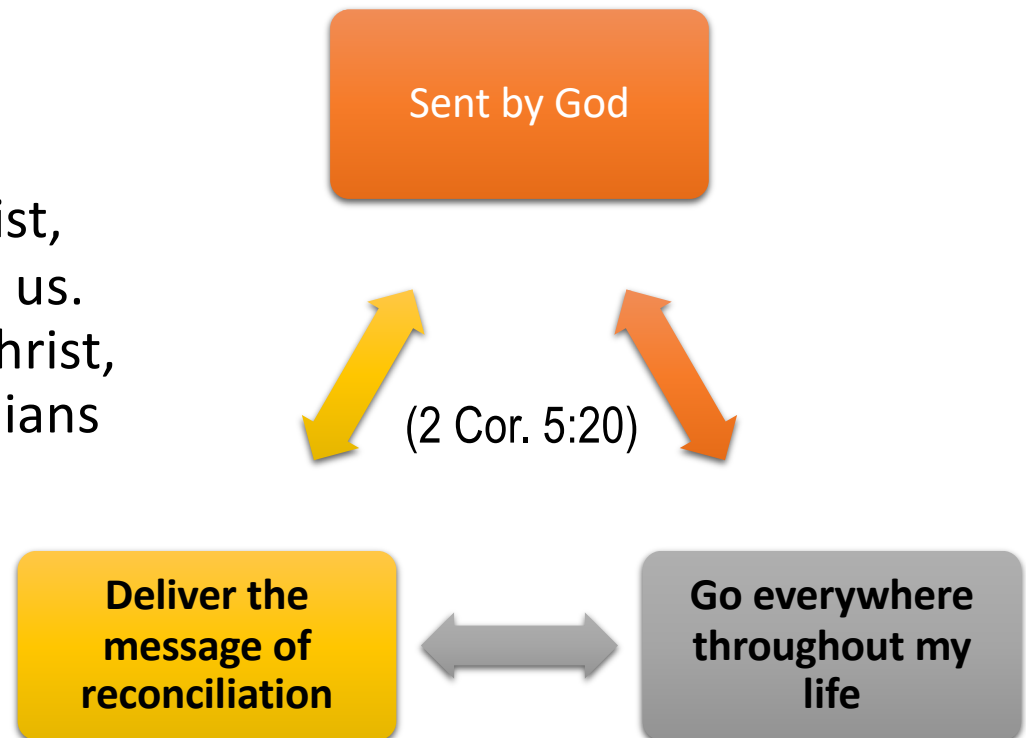 Sent by God
ist,
us.
hrist,
ians
(2 Cor. 5:20)
Deliver the
message of
reconciliation
Go everywhere
throughout my
life